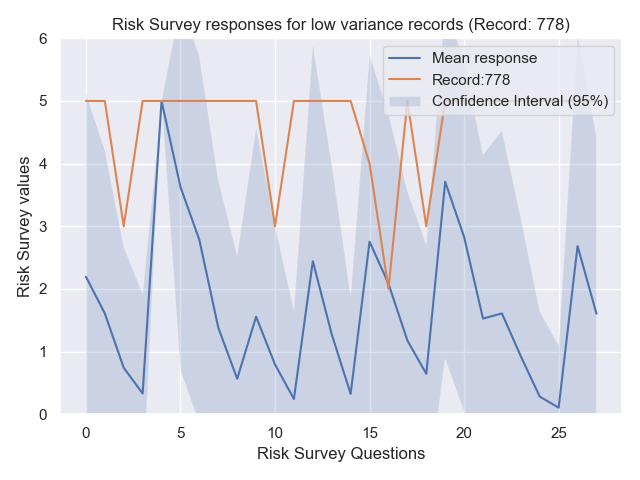 Risk Survey responses for low variance records (Record: 778)
6
5
4
3
2
1
0
Risk Survey values
Mean response
Record:778
Confidence Interval (95%)
0 5 10 15 20 25
Risk Survey Questions